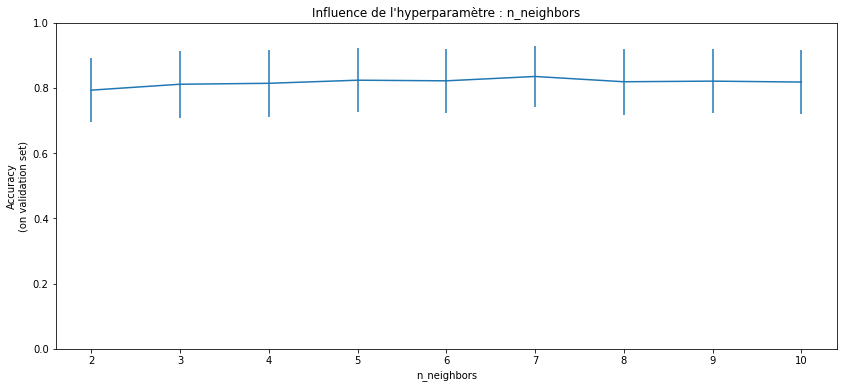 Influence de l'hyperparamètre : n_neighbors
1.0
0.8
0.6
0.4
0.2
0.0
Accuracy
(on validation set)
2 3 4 5 6 7 8 9 10
n_neighbors